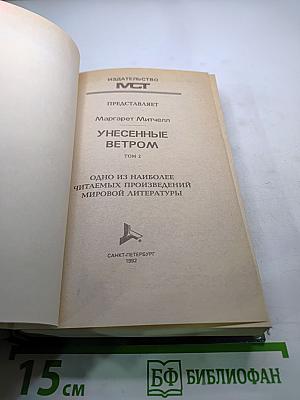 ИЗДАТЕЛЬСТВО
МСТ
ПРЕДСТАВЛЯЕТ
Маргарет Митчелл
УНЕСЕННЫЕ
ВЕТРОМ
ТОМ 2
ОДНО ИЗ НАИБОЛЕЕ
ЧИТАЕМЫХ ПРОИЗВЕДЕНИЙ
МИРОВОЙ ЛИТЕРАТУРЫ
САНКТ-ПЕТЕРБУРГ
1992
15 см
БФ БИБЛИОФАН